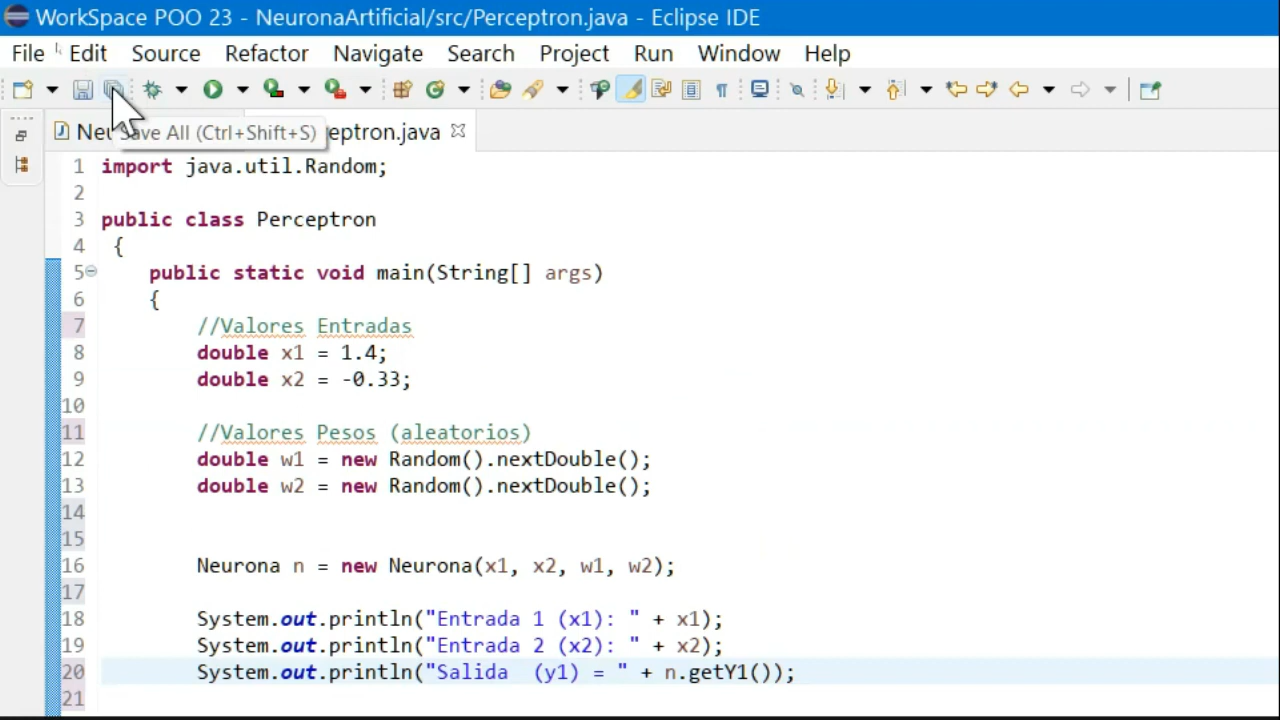 WorkSpace POO 23 - NeuronaArtificial/src/Perceptron.java - Eclipse IDE
File Edit Source Refactor Navigate Search Project Run Window Help
Save All (Ctrl+Shift+S)
1 import java.util.Random;
2
3 public class Perceptron
4 {
5 public static void main(String[] args)
6 {
7 //Valores Entradas
8 double x1 = 1.4;
9 double x2 = -0.33;
10
11 //Valores Pesos (aleatorios)
12 double w1 = new Random().nextDouble();
13 double w2 = new Random().nextDouble();
14
15
16 Neurona n = new Neurona(x1, x2, w1, w2);
17
18 System.out.println("Entrada 1 (x1): " + x1);
19 System.out.println("Entrada 2 (x2): " + x2);
20 System.out.println("Salida  (y1) = " + n.getY1());
21